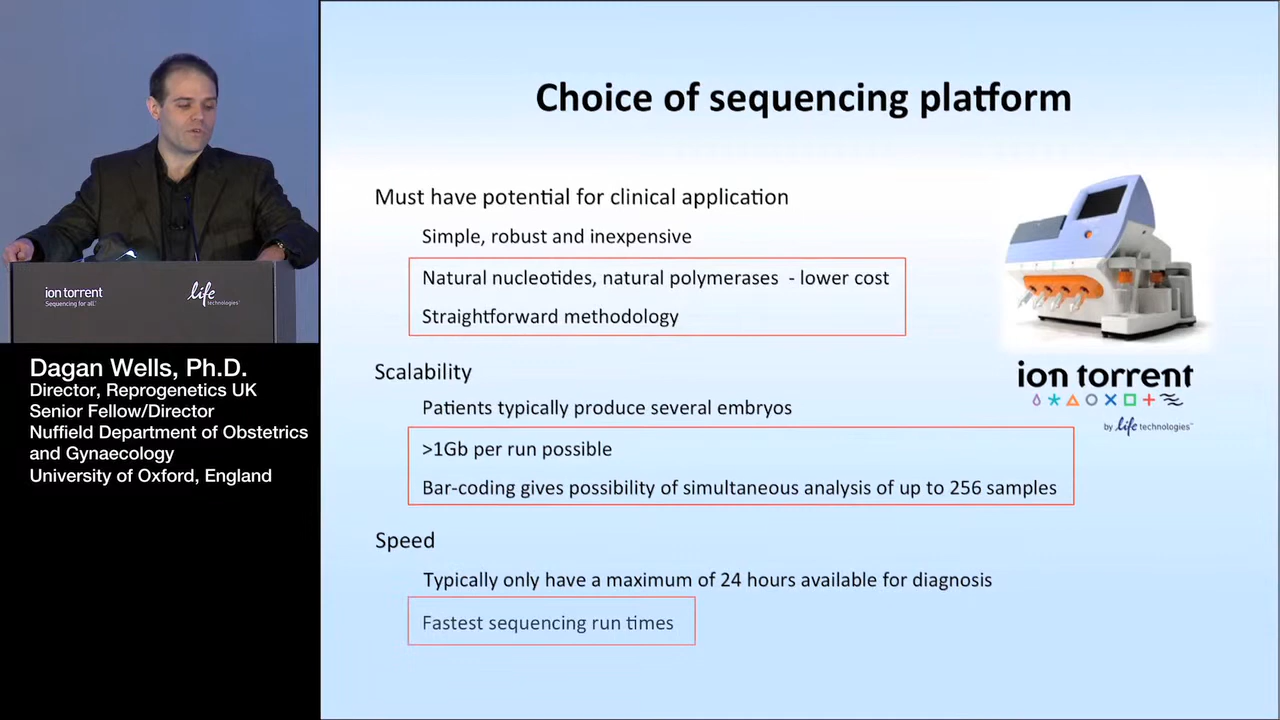 Choice of sequencing platform
Must have potential for clinical application
Simple, robust and inexpensive
Natural nucleotides, natural polymerases - lower cost
Straightforward methodology
Scalability
Patients typically produce several embryos
>1Gb per run possible
Bar-coding gives possibility of simultaneous analysis of up to 256 samples
Speed
Typically only have a maximum of 24 hours available for diagnosis
Fastest sequencing run times
ion torrent
by life technologies™
ion torrent
Sequencing for all™
life
technologies™
Dagan Wells, Ph.D.
Director, Reprogenetics UK
Senior Fellow/Director
Nuffield Department of Obstetrics
and Gynaecology
University of Oxford, England